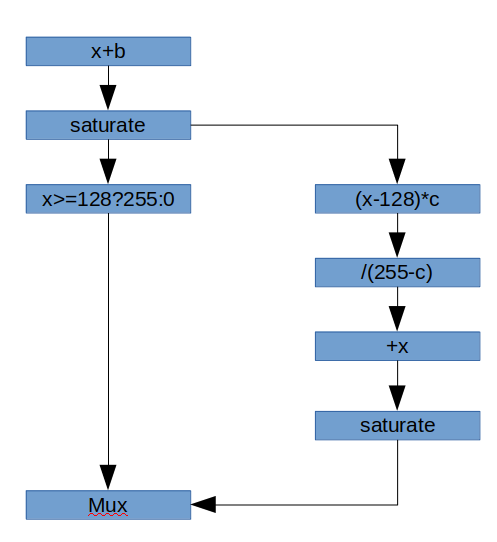 x+b
saturate
x>=128?255:0
(x-128)*c
/(255-c)
+x
saturate
Mux